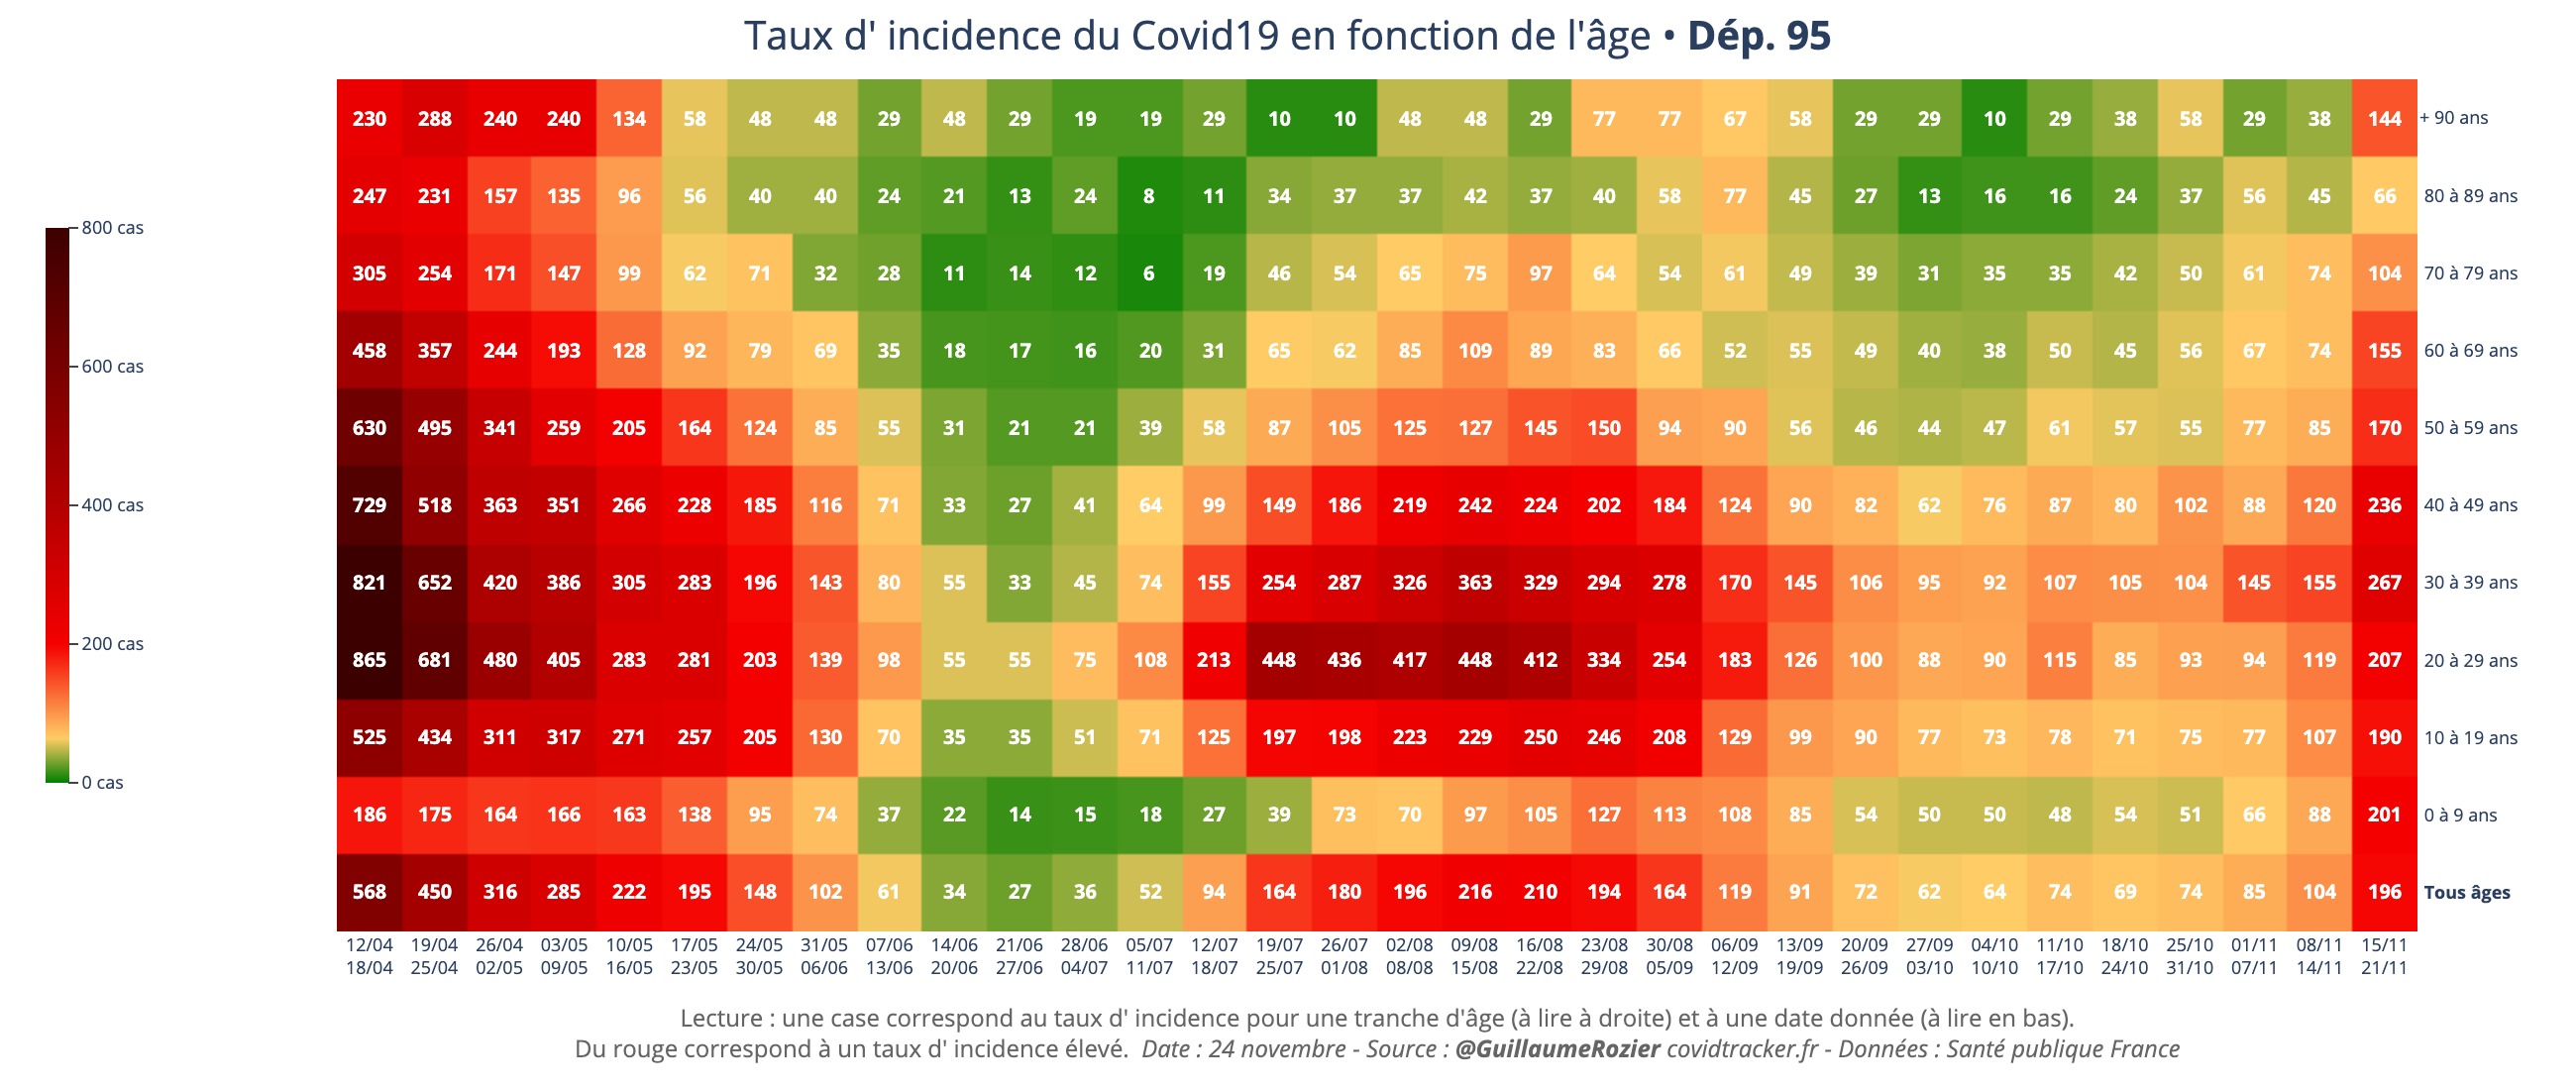 Taux d' incidence du Covid19 en fonction de l'âge • Dép. 95
800 cas
600 cas
400 cas
200 cas
0 cas
230 288 240 240 134 58 48 48 29 48 29 19 19 29 10 10 48 48 29 77 77 67 58 29 29 10 29 38 58 29 38 144 + 90 ans
247 231 157 135 96 56 40 40 24 21 13 24 8 11 34 37 37 42 37 40 58 77 45 27 13 16 16 24 37 56 45 66 80 à 89 ans
305 254 171 147 99 62 71 32 28 11 14 12 6 19 46 54 65 75 97 64 54 61 49 39 31 35 35 42 50 61 74 104 70 à 79 ans
458 357 244 193 128 92 79 69 35 18 17 16 20 31 65 62 85 109 89 83 66 52 55 49 40 38 50 45 56 67 74 155 60 à 69 ans
630 495 341 259 205 164 124 85 55 31 21 21 39 58 87 105 125 127 145 150 94 90 56 46 44 47 61 57 55 77 85 170 50 à 59 ans
729 518 363 351 266 228 185 116 71 33 27 41 64 99 149 186 219 242 224 202 184 124 90 82 62 76 87 80 102 88 120 236 40 à 49 ans
821 652 420 386 305 283 196 143 80 55 33 45 74 155 254 287 326 363 329 294 278 170 145 106 95 92 107 105 104 145 155 267 30 à 39 ans
865 681 480 405 283 281 203 139 98 55 55 75 108 213 448 436 417 448 412 334 254 183 126 100 88 90 115 85 93 94 119 207 20 à 29 ans
525 434 311 317 271 257 205 130 70 35 35 51 71 125 197 198 223 229 250 246 208 129 99 90 77 73 78 71 75 77 107 190 10 à 19 ans
186 175 164 166 163 138 95 74 37 22 14 15 18 27 39 73 70 97 105 127 113 108 85 54 50 50 48 54 51 66 88 201 0 à 9 ans
568 450 316 285 222 195 148 102 61 34 27 36 52 94 164 180 196 216 210 194 164 119 91 72 62 64 74 69 74 85 104 196 Tous âges
12/04 19/04 26/04 03/05 10/05 17/05 24/05 31/05 07/06 14/06 21/06 28/06 05/07 12/07 19/07 26/07 02/08 09/08 16/08 23/08 30/08 06/09 13/09 20/09 27/09 04/10 11/10 18/10 25/10 01/11 08/11 15/11
18/04 25/04 02/05 09/05 16/05 23/05 30/05 06/06 13/06 20/06 27/06 04/07 11/07 18/07 25/07 01/08 08/08 15/08 22/08 29/08 05/09 12/09 19/09 26/09 03/10 10/10 17/10 24/10 31/10 07/11 14/11 21/11
Lecture : une case correspond au taux d' incidence pour une tranche d'âge (à lire à droite) et à une date donnée (à lire en bas).
Du rouge correspond à un taux d' incidence élevé. Date : 24 novembre - Source : @GuillaumeRozier covidtracker.fr - Données : Santé publique France